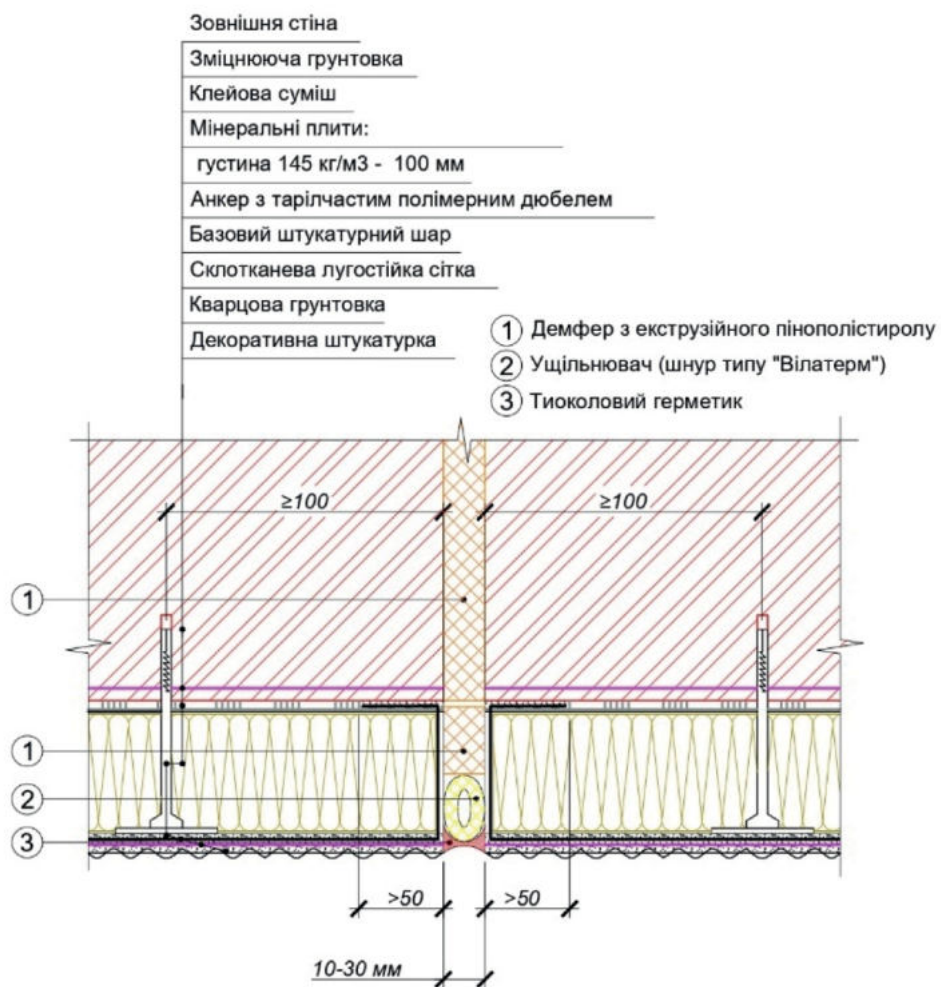 Зовнішня стіна
Зміцнююча грунтовка
Клейова суміш
Мінеральні плити:
густина 145 кг/м3 - 100 мм
Анкер з тарілчастим полімерним дюбелем
Базовий штукатурний шар
Склотканева лугостійка сітка
Кварцова грунтовка
Декоративна штукатурка
1 Демфер з екструзійного пінополістиролу
2 Ущільнювач (шнур типу "Вілатерм")
3 Тиоколовий герметик
≥100 ≥100
1
1
2
3
>50 >50
10-30 мм